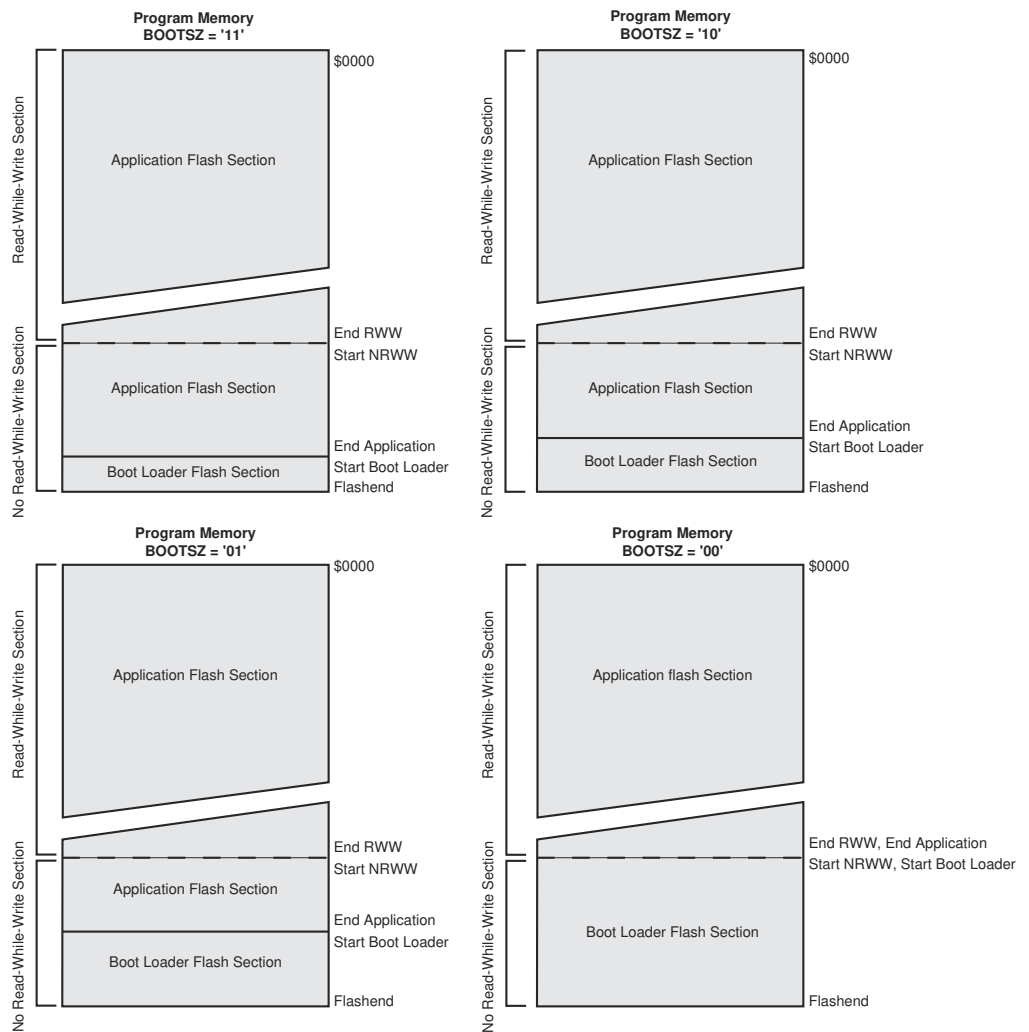 Program Memory
BOOTSZ = '11'
$0000
Read-While-Write Section
Application Flash Section
End RWW
Start NRWW
No Read-While-Write Section
Application Flash Section
End Application
Start Boot Loader
Boot Loader Flash Section
Flashend
Program Memory
BOOTSZ = '10'
$0000
Read-While-Write Section
Application Flash Section
End RWW
Start NRWW
No Read-While-Write Section
Application Flash Section
End Application
Start Boot Loader
Boot Loader Flash Section
Flashend
Program Memory
BOOTSZ = '01'
$0000
Read-While-Write Section
Application Flash Section
End RWW
Start NRWW
No Read-While-Write Section
Application Flash Section
End Application
Start Boot Loader
Boot Loader Flash Section
Flashend
Program Memory
BOOTSZ = '00'
$0000
Read-While-Write Section
Application flash Section
End RWW, End Application
Start NRWW, Start Boot Loader
No Read-While-Write Section
Boot Loader Flash Section
Flashend